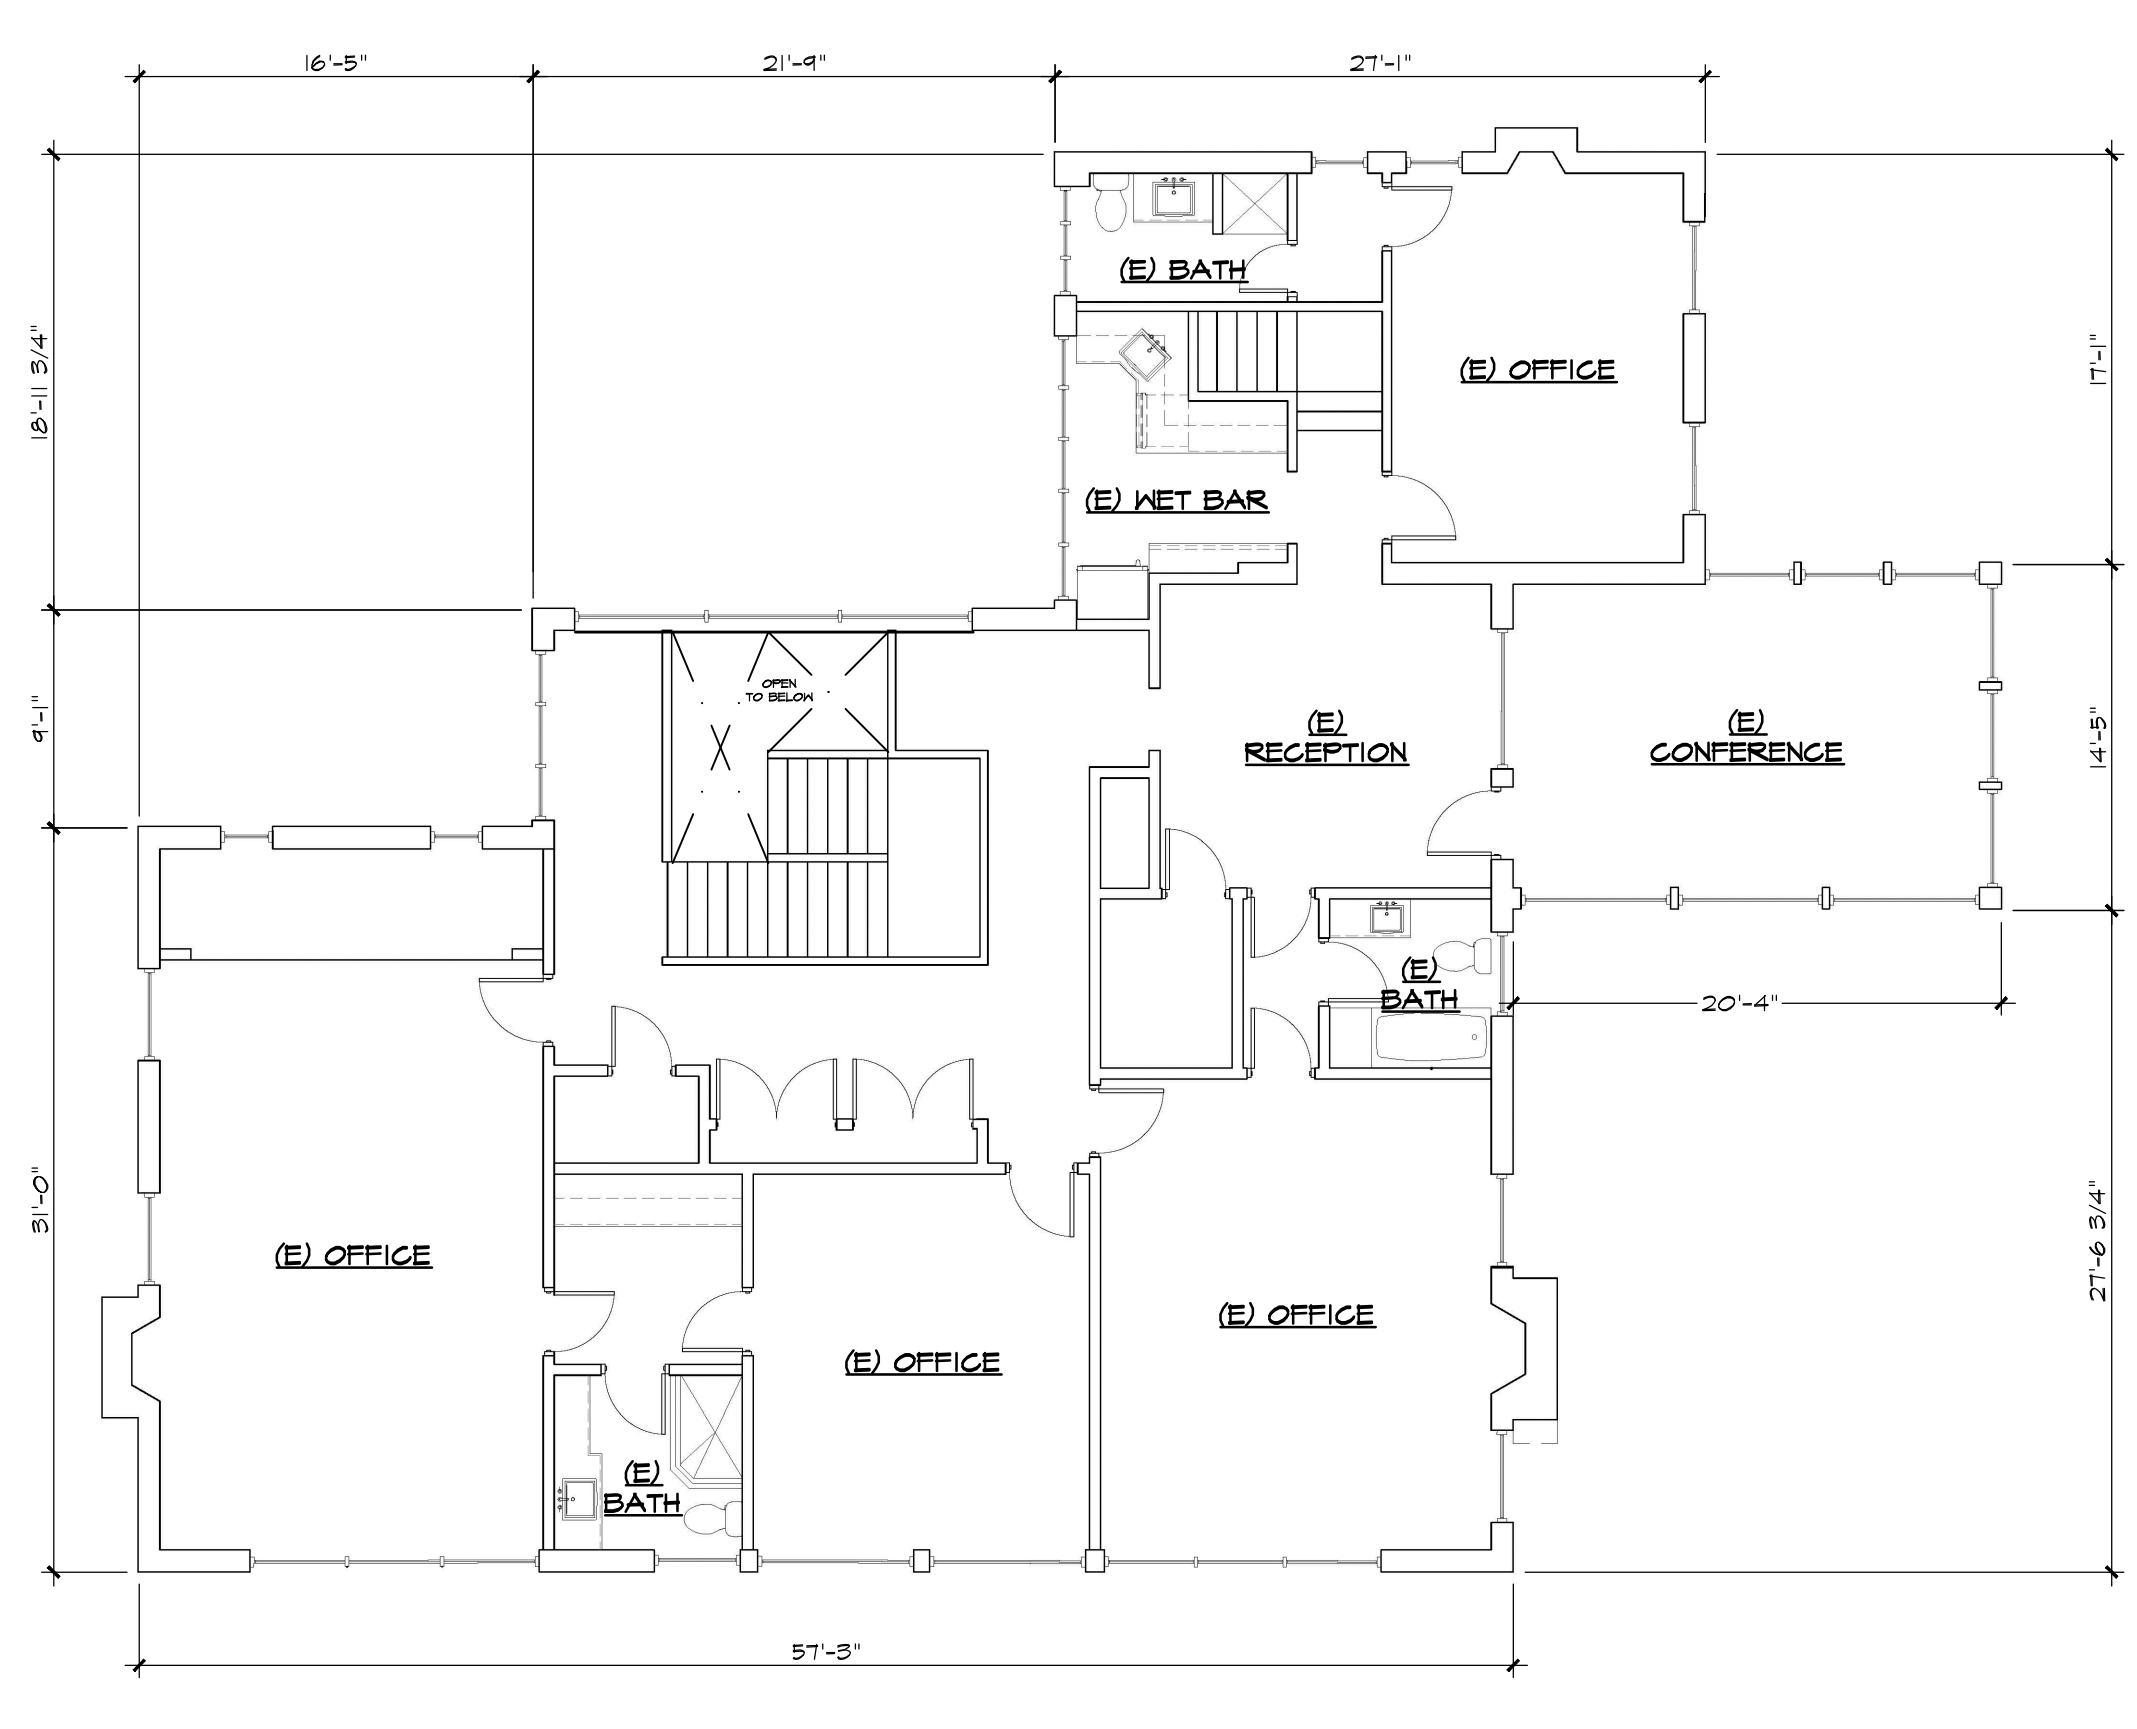 16'-5"
21'-9"
27'-1"
(E) BATH
18'-11 3/4"
17'-1"
(E) OFFICE
(E) WET BAR
OPEN
TO BELOW
9'-1"
(E)
RECEPTION
(E)
CONFERENCE
14'-5"
(E)
BATH
20'-4"
31'-0"
27'-6 3/4"
(E) OFFICE
(E) OFFICE
(E) OFFICE
(E)
BATH
57'-3"